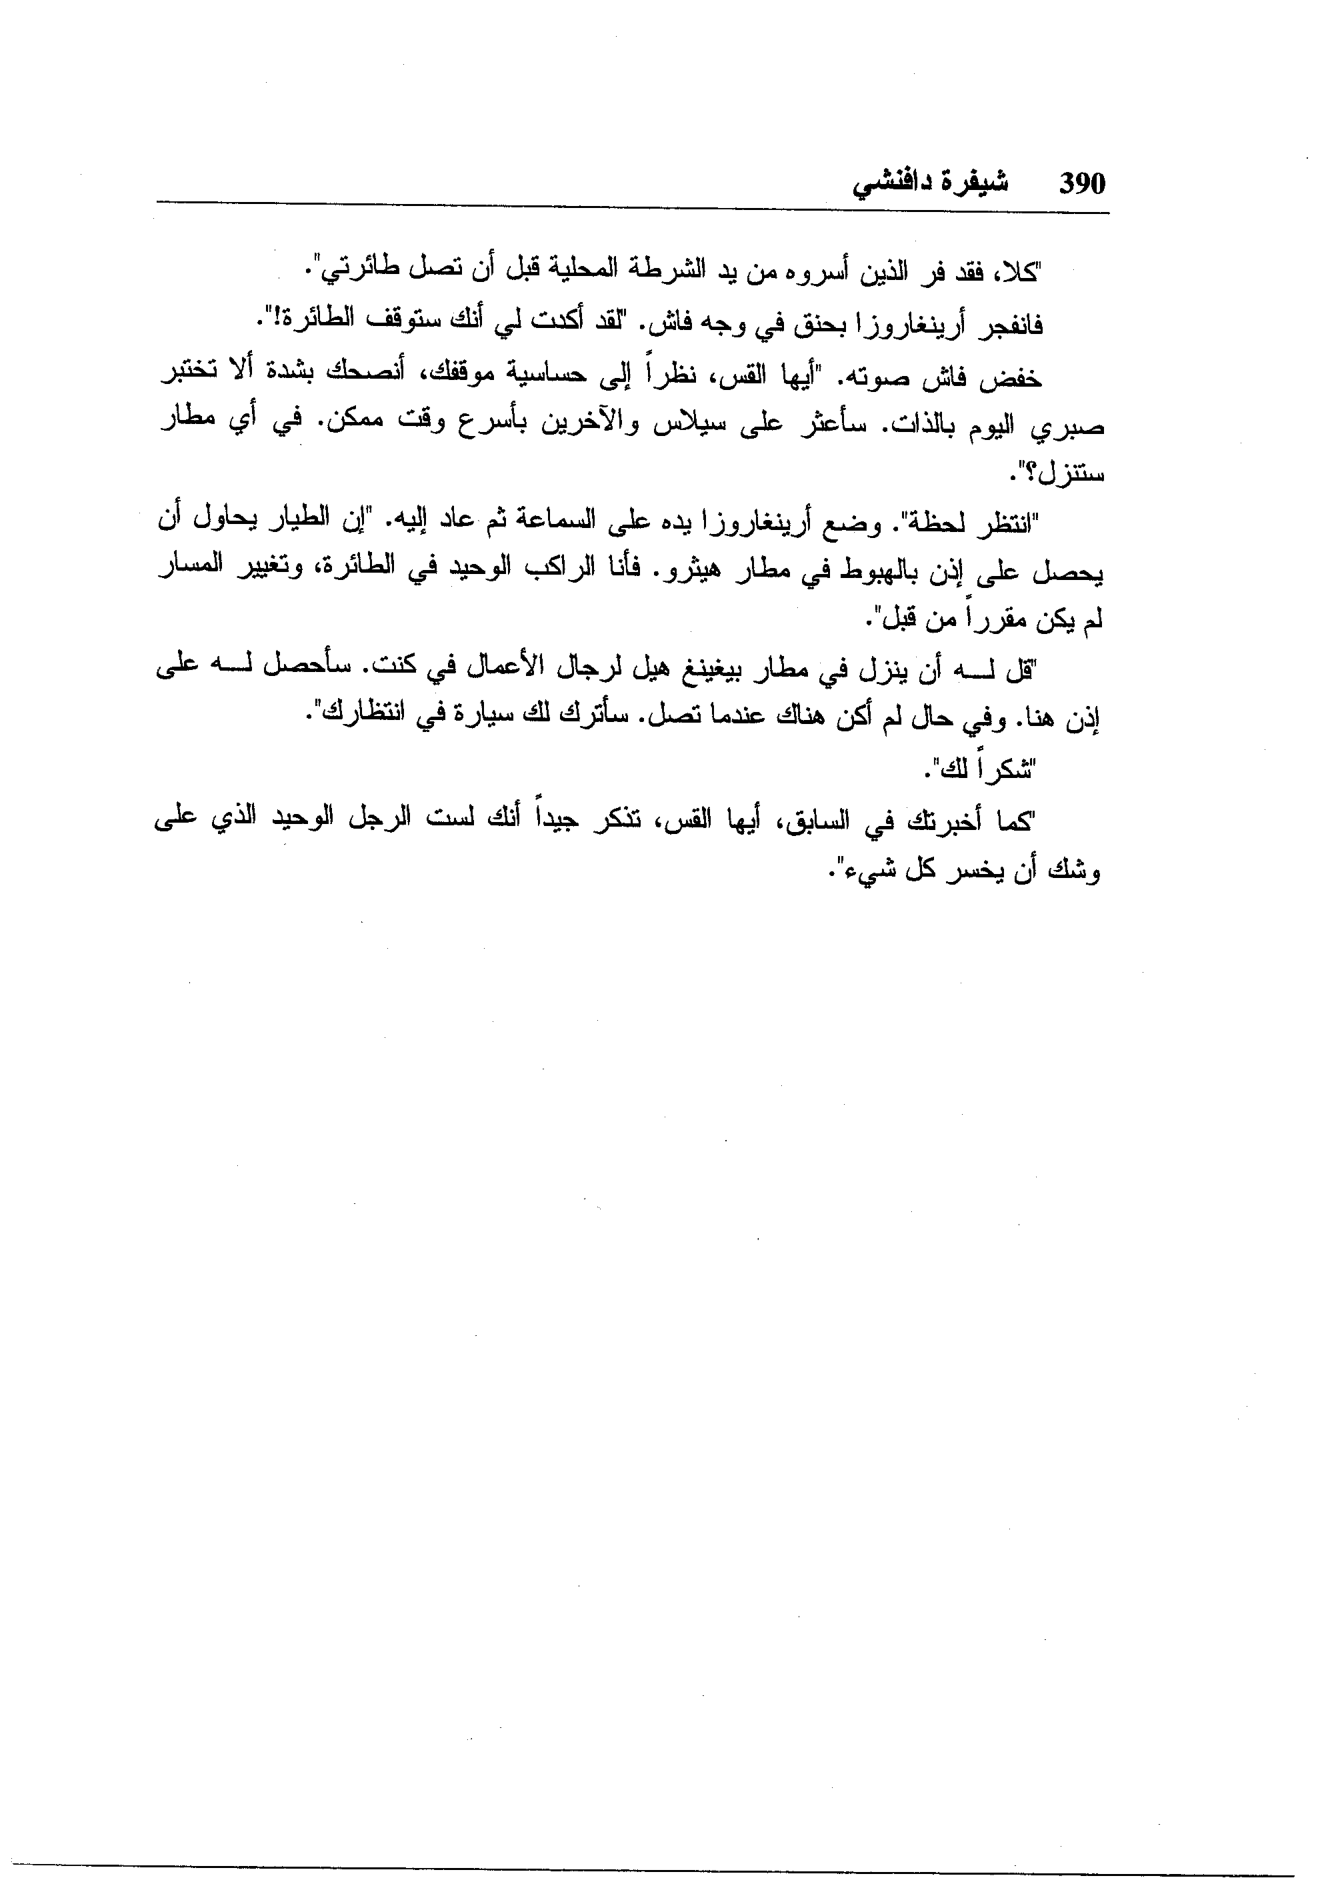 390 شيفرة دافنشي
"كلا، فقد فر الذين أسروه من يد الشرطة المحلية قبل أن تصل طائرتي".
فانفجر أرينغاروزا بحنق في وجه فاش. "لقد أكدت لي أنك ستوقف الطائرة!".
خفض فاش صوته. "أيها القس، نظراً إلى حساسية موقفك، أنصحك بشدة ألا تختبر
صبري اليوم بالذات. سأعثر على سيلاس والآخرين بأسرع وقت ممكن. في أي مطار
ستنزل؟".
"انتظر لحظة". وضع أرينغاروزا يده على السماعة ثم عاد إليه. "إن الطيار يحاول أن
يحصل على إذن بالهبوط في مطار هيثرو. فأنا الراكب الوحيد في الطائرة، وتغيير المسار
لم يكن مقرراً من قبل".
"قل لـــه أن ينزل في مطار بيغينغ هيل لرجال الأعمال في كنت. سأحصل لـــه على
إذن هنا. وفي حال لم أكن هناك عندما تصل. سأترك لك سيارة في انتظارك".
"شكراً لك".
"كما أخبرتك في السابق، أيها القس، تذكر جيداً أنك لست الرجل الوحيد الذي على
وشك أن يخسر كل شيء".